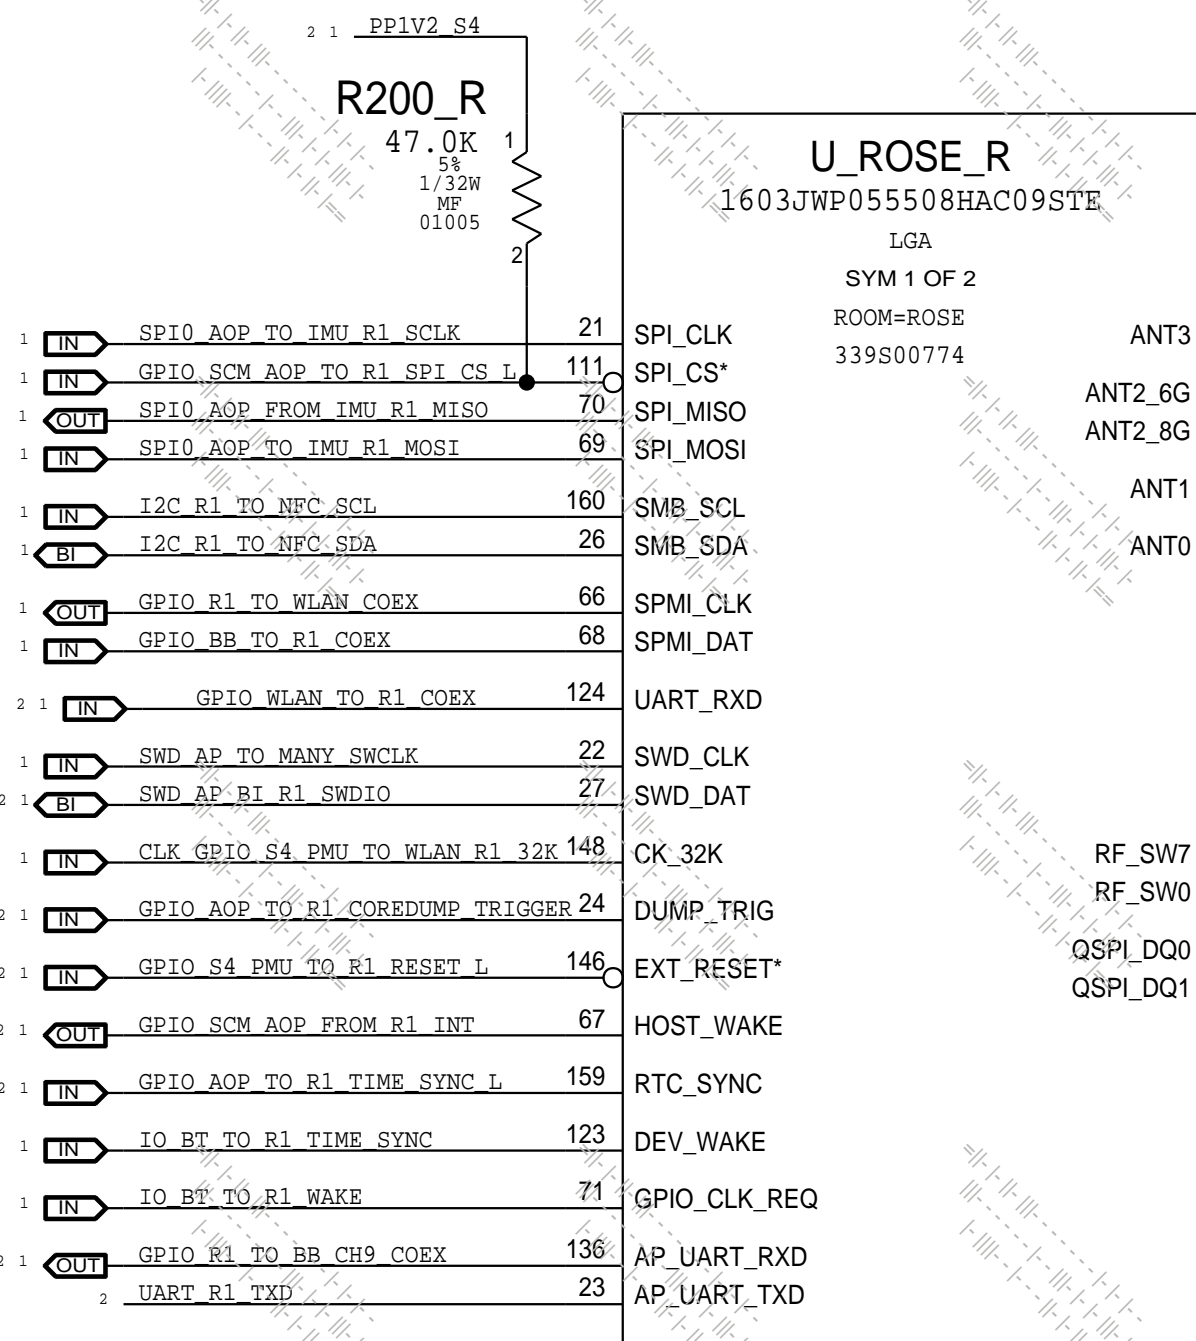 2 1 PP1V2_S4
R200_R
47.0K
5%
1/32W
MF
01005
1
2
U_ROSE_R
1603JWP055508HAC09STE
LGA
SYM 1 OF 2
ROOM=ROSE
339S00774
1 IN SPI0_AOP_TO_IMU_R1_SCLK 21 SPI_CLK
1 IN GPIO_SCM_AOP_TO_R1_SPI_CS_L 111 SPI_CS*
1 OUT SPI0_AOP_FROM_IMU_R1_MISO 70 SPI_MISO
1 IN SPI0_AOP_TO_IMU_R1_MOSI 69 SPI_MOSI
1 IN I2C_R1_TO_NFC_SCL 160 SMB_SCL
1 BI I2C_R1_TO_NFC_SDA 26 SMB_SDA
1 OUT GPIO_R1_TO_WLAN_COEX 66 SPMI_CLK
1 IN GPIO_BB_TO_R1_COEX 68 SPMI_DAT
2 1 IN GPIO_WLAN_TO_R1_COEX 124 UART_RXD
1 IN SWD_AP_TO_MANY_SWCLK 22 SWD_CLK
2 1 BI SWD_AP_BI_R1_SWDIO 27 SWD_DAT
1 IN CLK_GPIO_S4_PMU_TO_WLAN_R1_32K 148 CK_32K
2 1 IN GPIO_AOP_TO_R1_COREDUMP_TRIGGER 24 DUMP_TRIG
2 1 IN GPIO_S4_PMU_TO_R1_RESET_L 146 EXT_RESET*
2 1 OUT GPIO_SCM_AOP_FROM_R1_INT 67 HOST_WAKE
2 1 IN GPIO_AOP_TO_R1_TIME_SYNC_L 159 RTC_SYNC
1 IN IO_BT_TO_R1_TIME_SYNC 123 DEV_WAKE
1 IN IO_BT_TO_R1_WAKE 71 GPIO_CLK_REQ
2 1 OUT GPIO_R1_TO_BB_CH9_COEX 136 AP_UART_RXD
2 UART_R1_TXD 23 AP_UART_TXD
ANT3
ANT2_6G
ANT2_8G
ANT1
ANT0
RF_SW7
RF_SW0
QSPI_DQ0
QSPI_DQ1